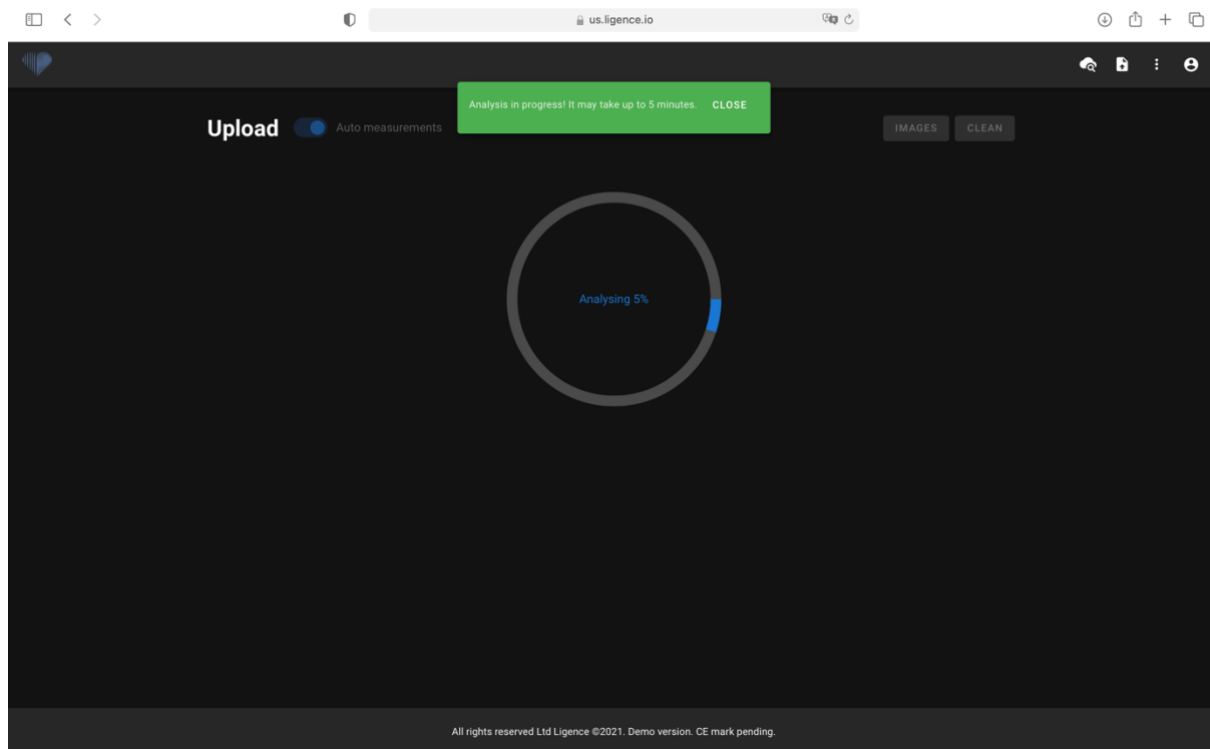 us.ligence.io
Analysis in progress! It may take up to 5 minutes. CLOSE
Upload Auto measurements IMAGES CLEAN
Analysing 5%
All rights reserved Ltd Ligence ©2021. Demo version. CE mark pending.